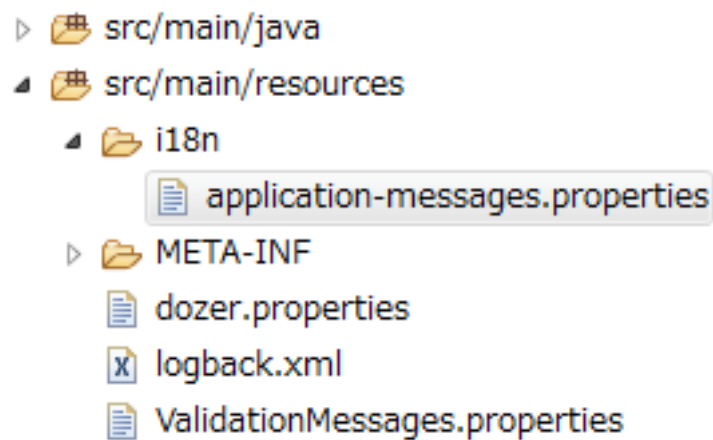 src/main/java
src/main/resources
i18n
application-messages.properties
META-INF
dozer.properties
logback.xml
ValidationMessages.properties